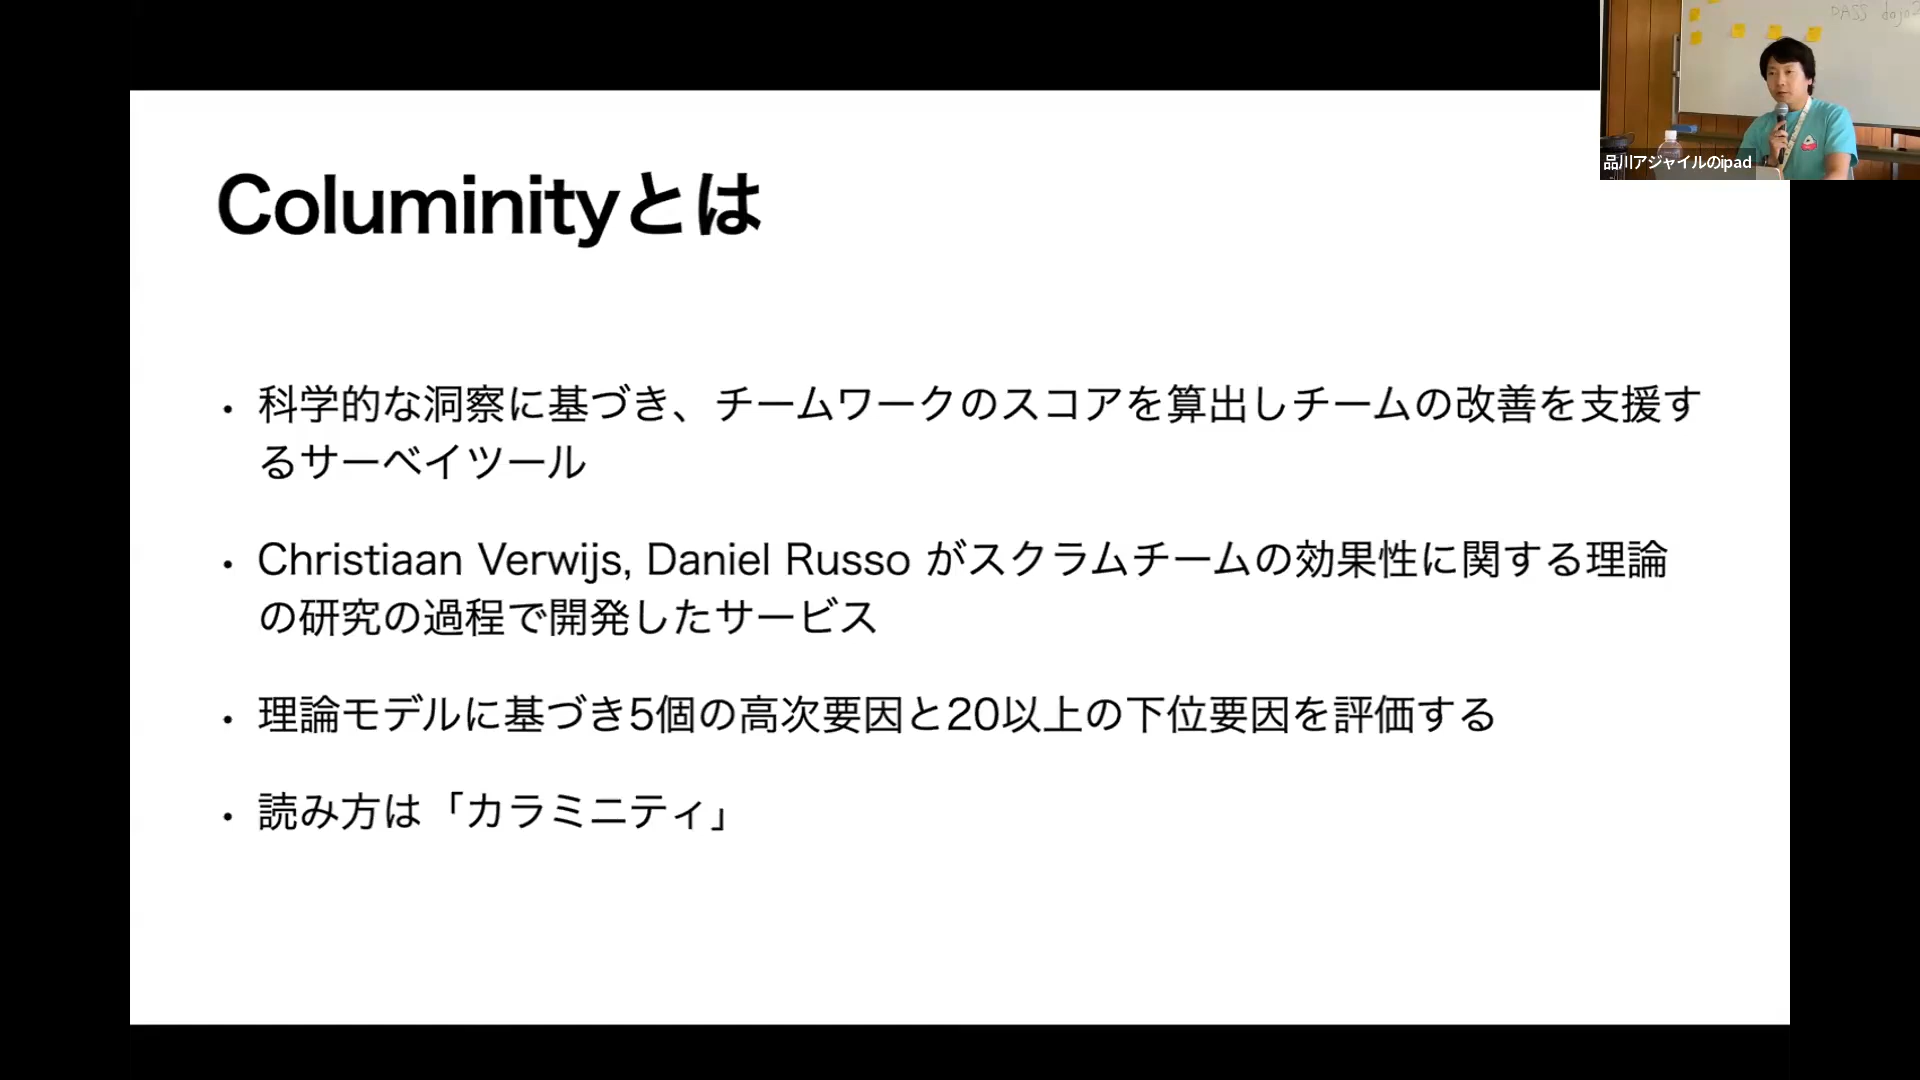 Columinityとは
・科学的な洞察に基づき、チームワークのスコアを算出しチームの改善を支援す
るサーベイツール
・Christiaan Verwijs, Daniel Russo がスクラムチームの効果性に関する理論
の研究の過程で開発したサービス
・理論モデルに基づき5個の高次要因と20以上の下位要因を評価する
・読み方は「カラミニティ」
品川アジャイルのipad